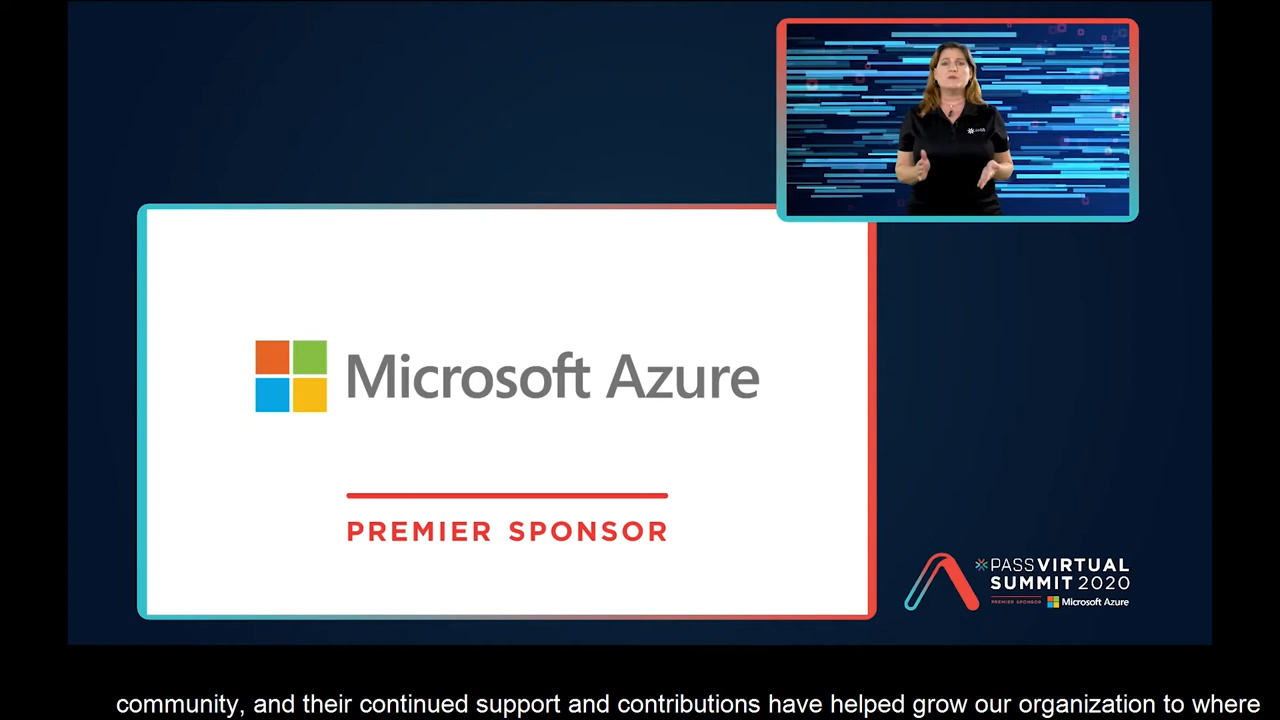 Microsoft Azure
PREMIER SPONSOR
PASS VIRTUAL
SUMMIT 2020
PREMIER SPONSOR Microsoft Azure
community, and their continued support and contributions have helped grow our organization to where